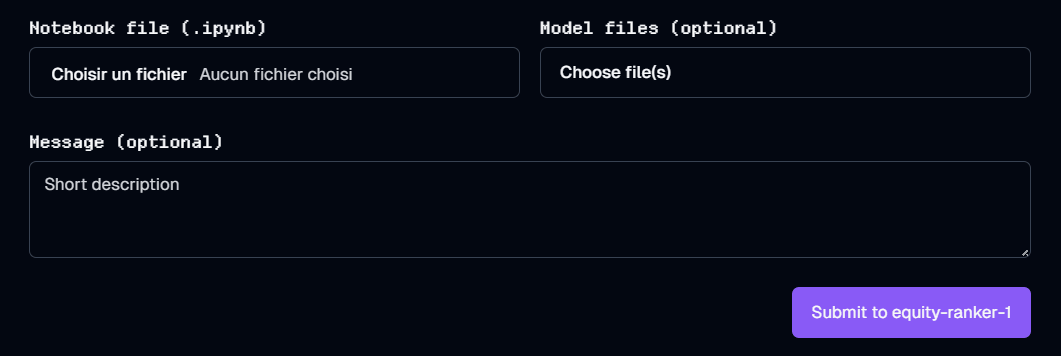 Notebook file (.ipynb)
Model files (optional)
Choisir un fichier Aucun fichier choisi
Choose file(s)
Message (optional)
Short description
Submit to equity-ranker-1